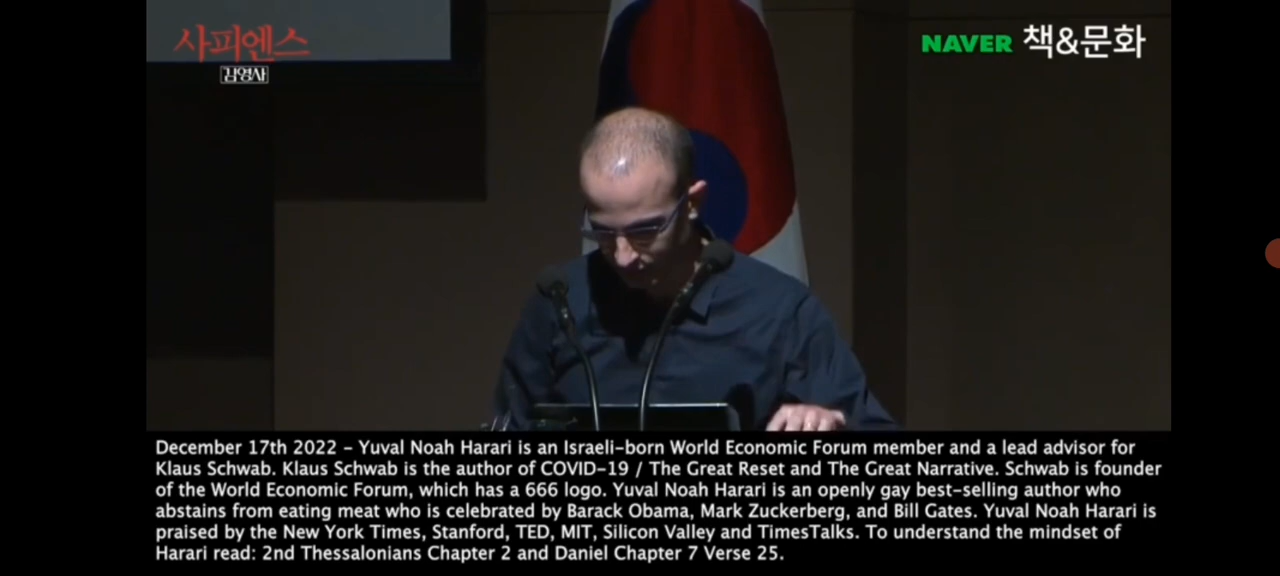 사피엔스
김영사
NAVER 책&문화
December 17th 2022 – Yuval Noah Harari is an Israeli-born World Economic Forum member and a lead advisor for
Klaus Schwab. Klaus Schwab is the author of COVID-19 / The Great Reset and The Great Narrative. Schwab is founder
of the World Economic Forum, which has a 666 logo. Yuval Noah Harari is an openly gay best-selling author who
abstains from eating meat who is celebrated by Barack Obama, Mark Zuckerberg, and Bill Gates. Yuval Noah Harari is
praised by the New York Times, Stanford, TED, MIT, Silicon Valley and TimesTalks. To understand the mindset of
Harari read: 2nd Thessalonians Chapter 2 and Daniel Chapter 7 Verse 25.